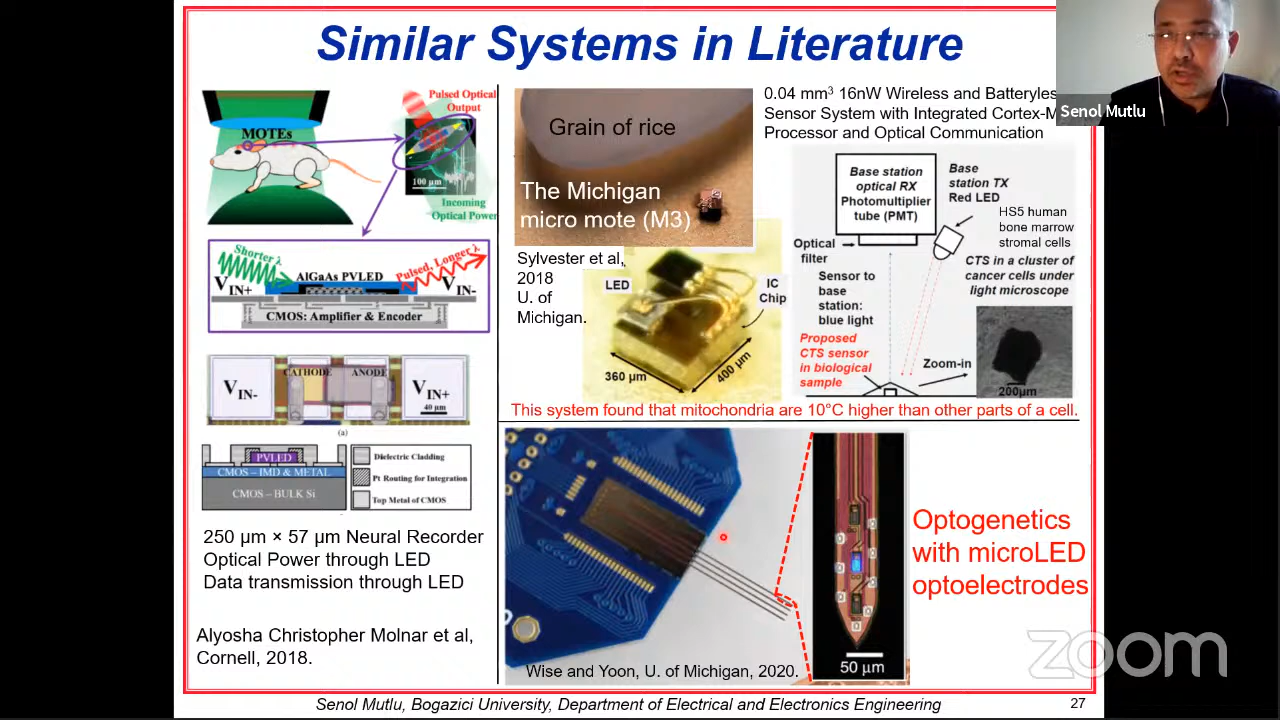 Similar Systems in Literature
Senol Mutlu
MOTEs
Pulsed Optical
Output
100 µm
Incoming
Optical Power
Shorter λ
Pulsed, Longer λ
VIN+
AlGaAs PVLED
VIN-
CMOS: Amplifier & Encoder
VIN-
CATHODE
ANODE
VIN+
40 µm
(a)
PVLED
CMOS – IMD & METAL
CMOS – BULK Si
Dielectric Cladding
Pt Routing for Integration
Top Metal of CMOS
250 µm × 57 µm Neural Recorder
Optical Power through LED
Data transmission through LED
Alyosha Christopher Molnar et al,
Cornell, 2018.
Grain of rice
The Michigan
micro mote (M3)
Sylvester et al,
2018
U. of
Michigan.
LED
IC
Chip
360 µm
400 µm
0.04 mm³ 16nW Wireless and Batteryles
Sensor System with Integrated Cortex-M
Processor and Optical Communication
Base station
optical RX
Photomultiplier
tube (PMT)
Base
station TX
Red LED
HS5 human
bone marrow
stromal cells
Optical
filter
CTS in a cluster of
cancer cells under
light microscope
Sensor to
base
station:
blue light
Proposed
CTS sensor
in biological
sample
Zoom-in
200µm
This system found that mitochondria are 10°C higher than other parts of a cell.
Optogenetics
with microLED
optoelectrodes
50 µm
Wise and Yoon, U. of Michigan, 2020.
zoom
Senol Mutlu, Bogazici University, Department of Electrical and Electronics Engineering
27